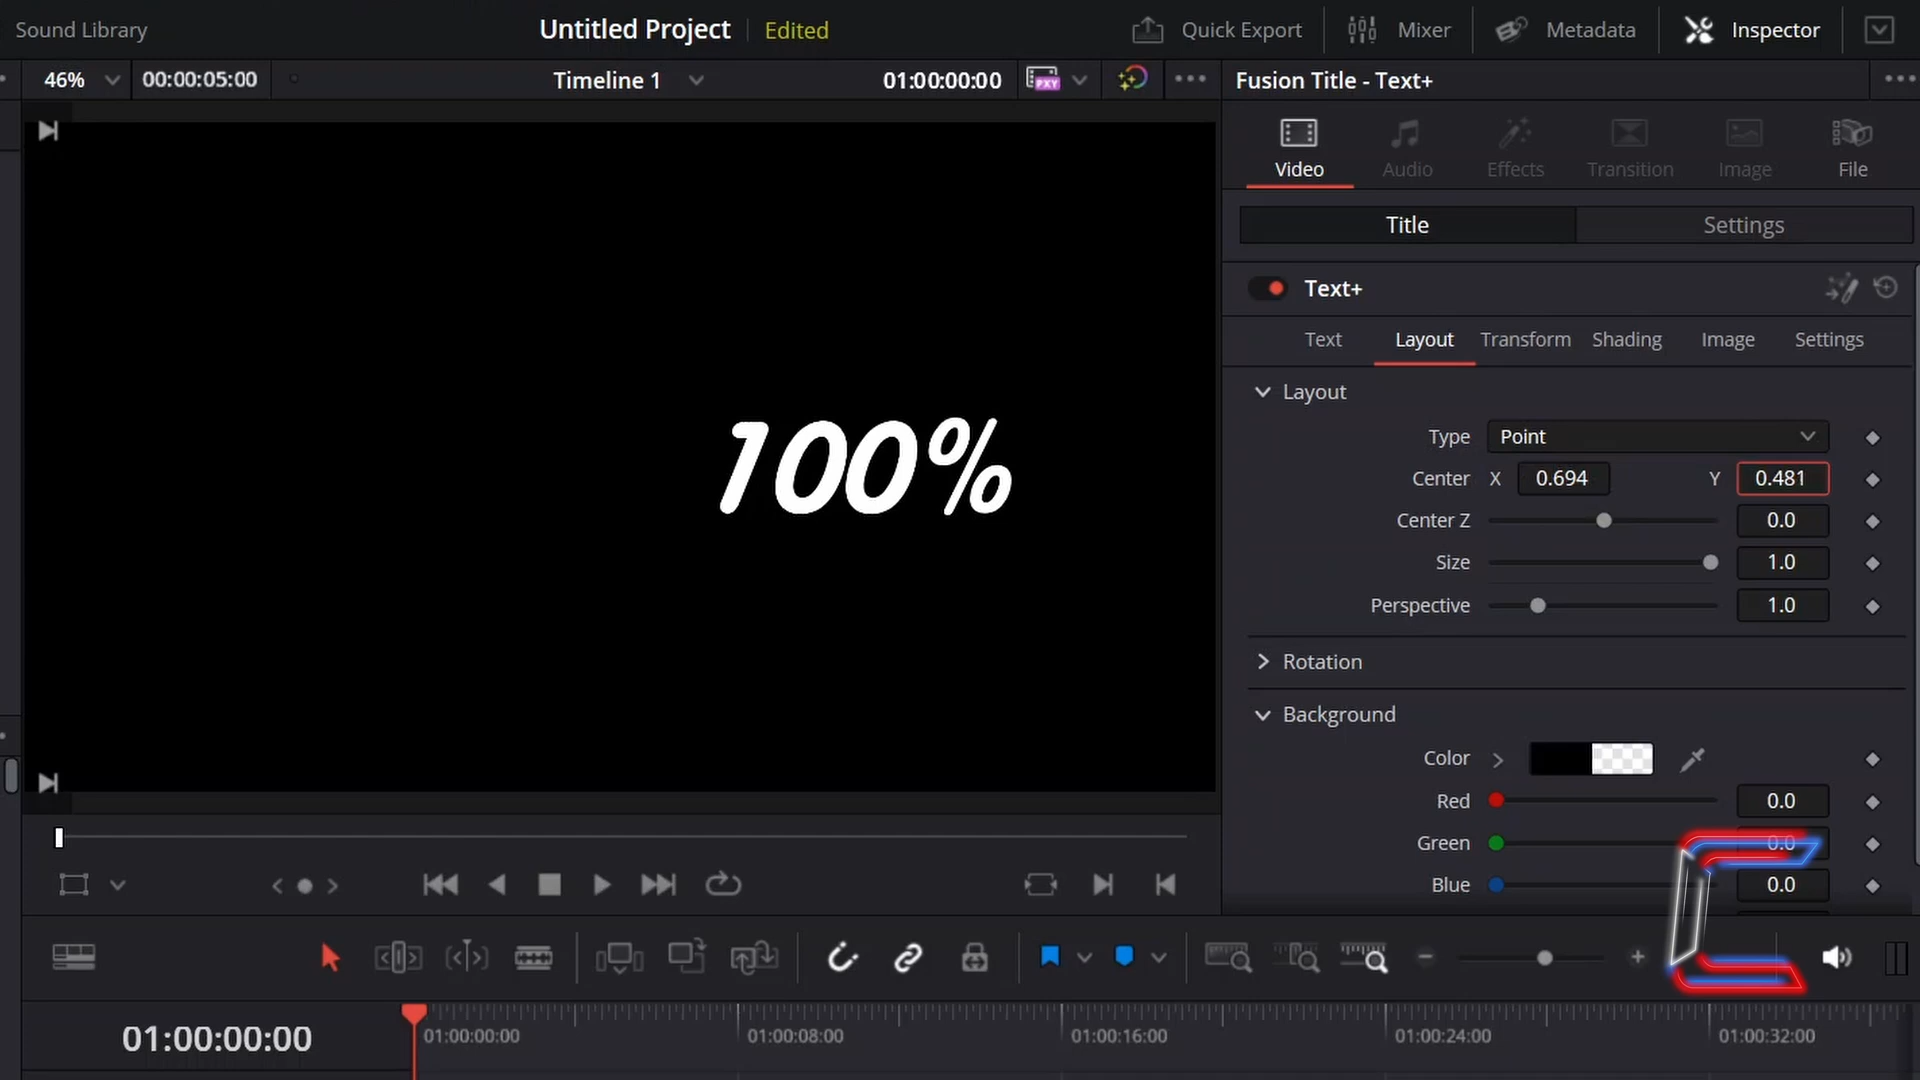 Sound Library
Untitled Project
Edited
Quick Export
Mixer
Metadata
Inspector
46%
00:00:05:00
Timeline 1
01:00:00:00
PXY
Fusion Title - Text+
Video
Audio
Effects
Transition
Image
File
Title
Settings
Text+
Text
Layout
Transform
Shading
Image
Settings
100%
Layout
Type
Point
Center
X
0.694
Y
0.481
Center Z
0.0
Size
1.0
Perspective
1.0
Rotation
Background
Color
Red
0.0
Green
0.0
Blue
0.0
01:00:00:00
01:00:00:00
01:00:08:00
01:00:16:00
01:00:24:00
01:00:32:00